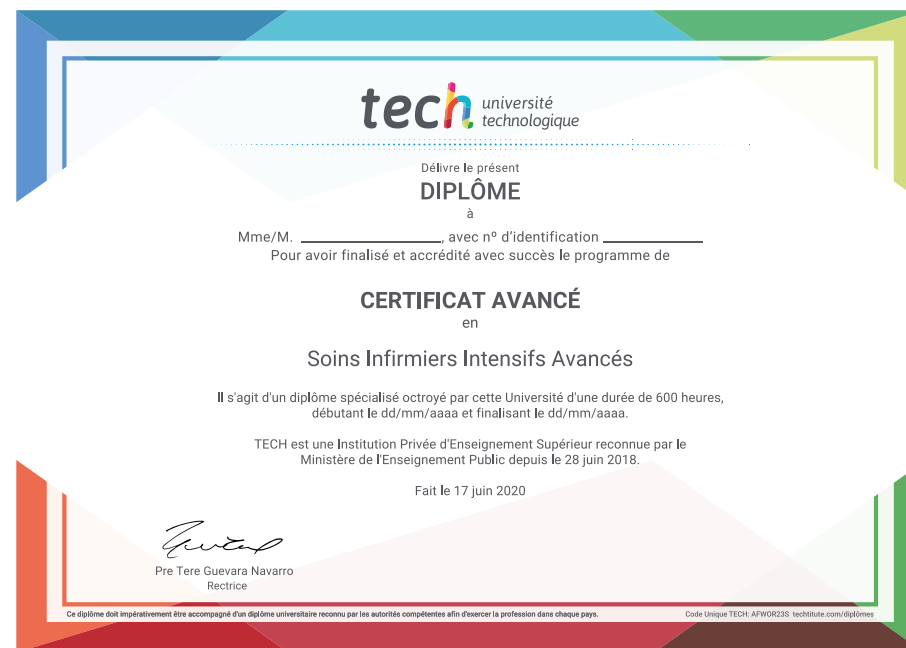 tech université
technologique
Délivre le présent
DIPLÔME
à
Mme/M. ____________________, avec nº d'identification ______________
Pour avoir finalisé et accrédité avec succès le programme de
CERTIFICAT AVANCÉ
en
Soins Infirmiers Intensifs Avancés
Il s'agit d'un diplôme spécialisé octroyé par cette Université d'une durée de 600 heures,
débutant le dd/mm/aaaa et finalisant le dd/mm/aaaa.
TECH est une Institution Privée d'Enseignement Supérieur reconnue par le
Ministère de l'Enseignement Public depuis le 28 juin 2018.
Fait le 17 juin 2020
Pre Tere Guevara Navarro
Rectrice
Ce diplôme doit impérativement être accompagné d'un diplôme universitaire reconnu par les autorités compétentes afin d'exercer la profession dans chaque pays.
Code Unique TECH: AFWOR23S techtitute.com/diplômes